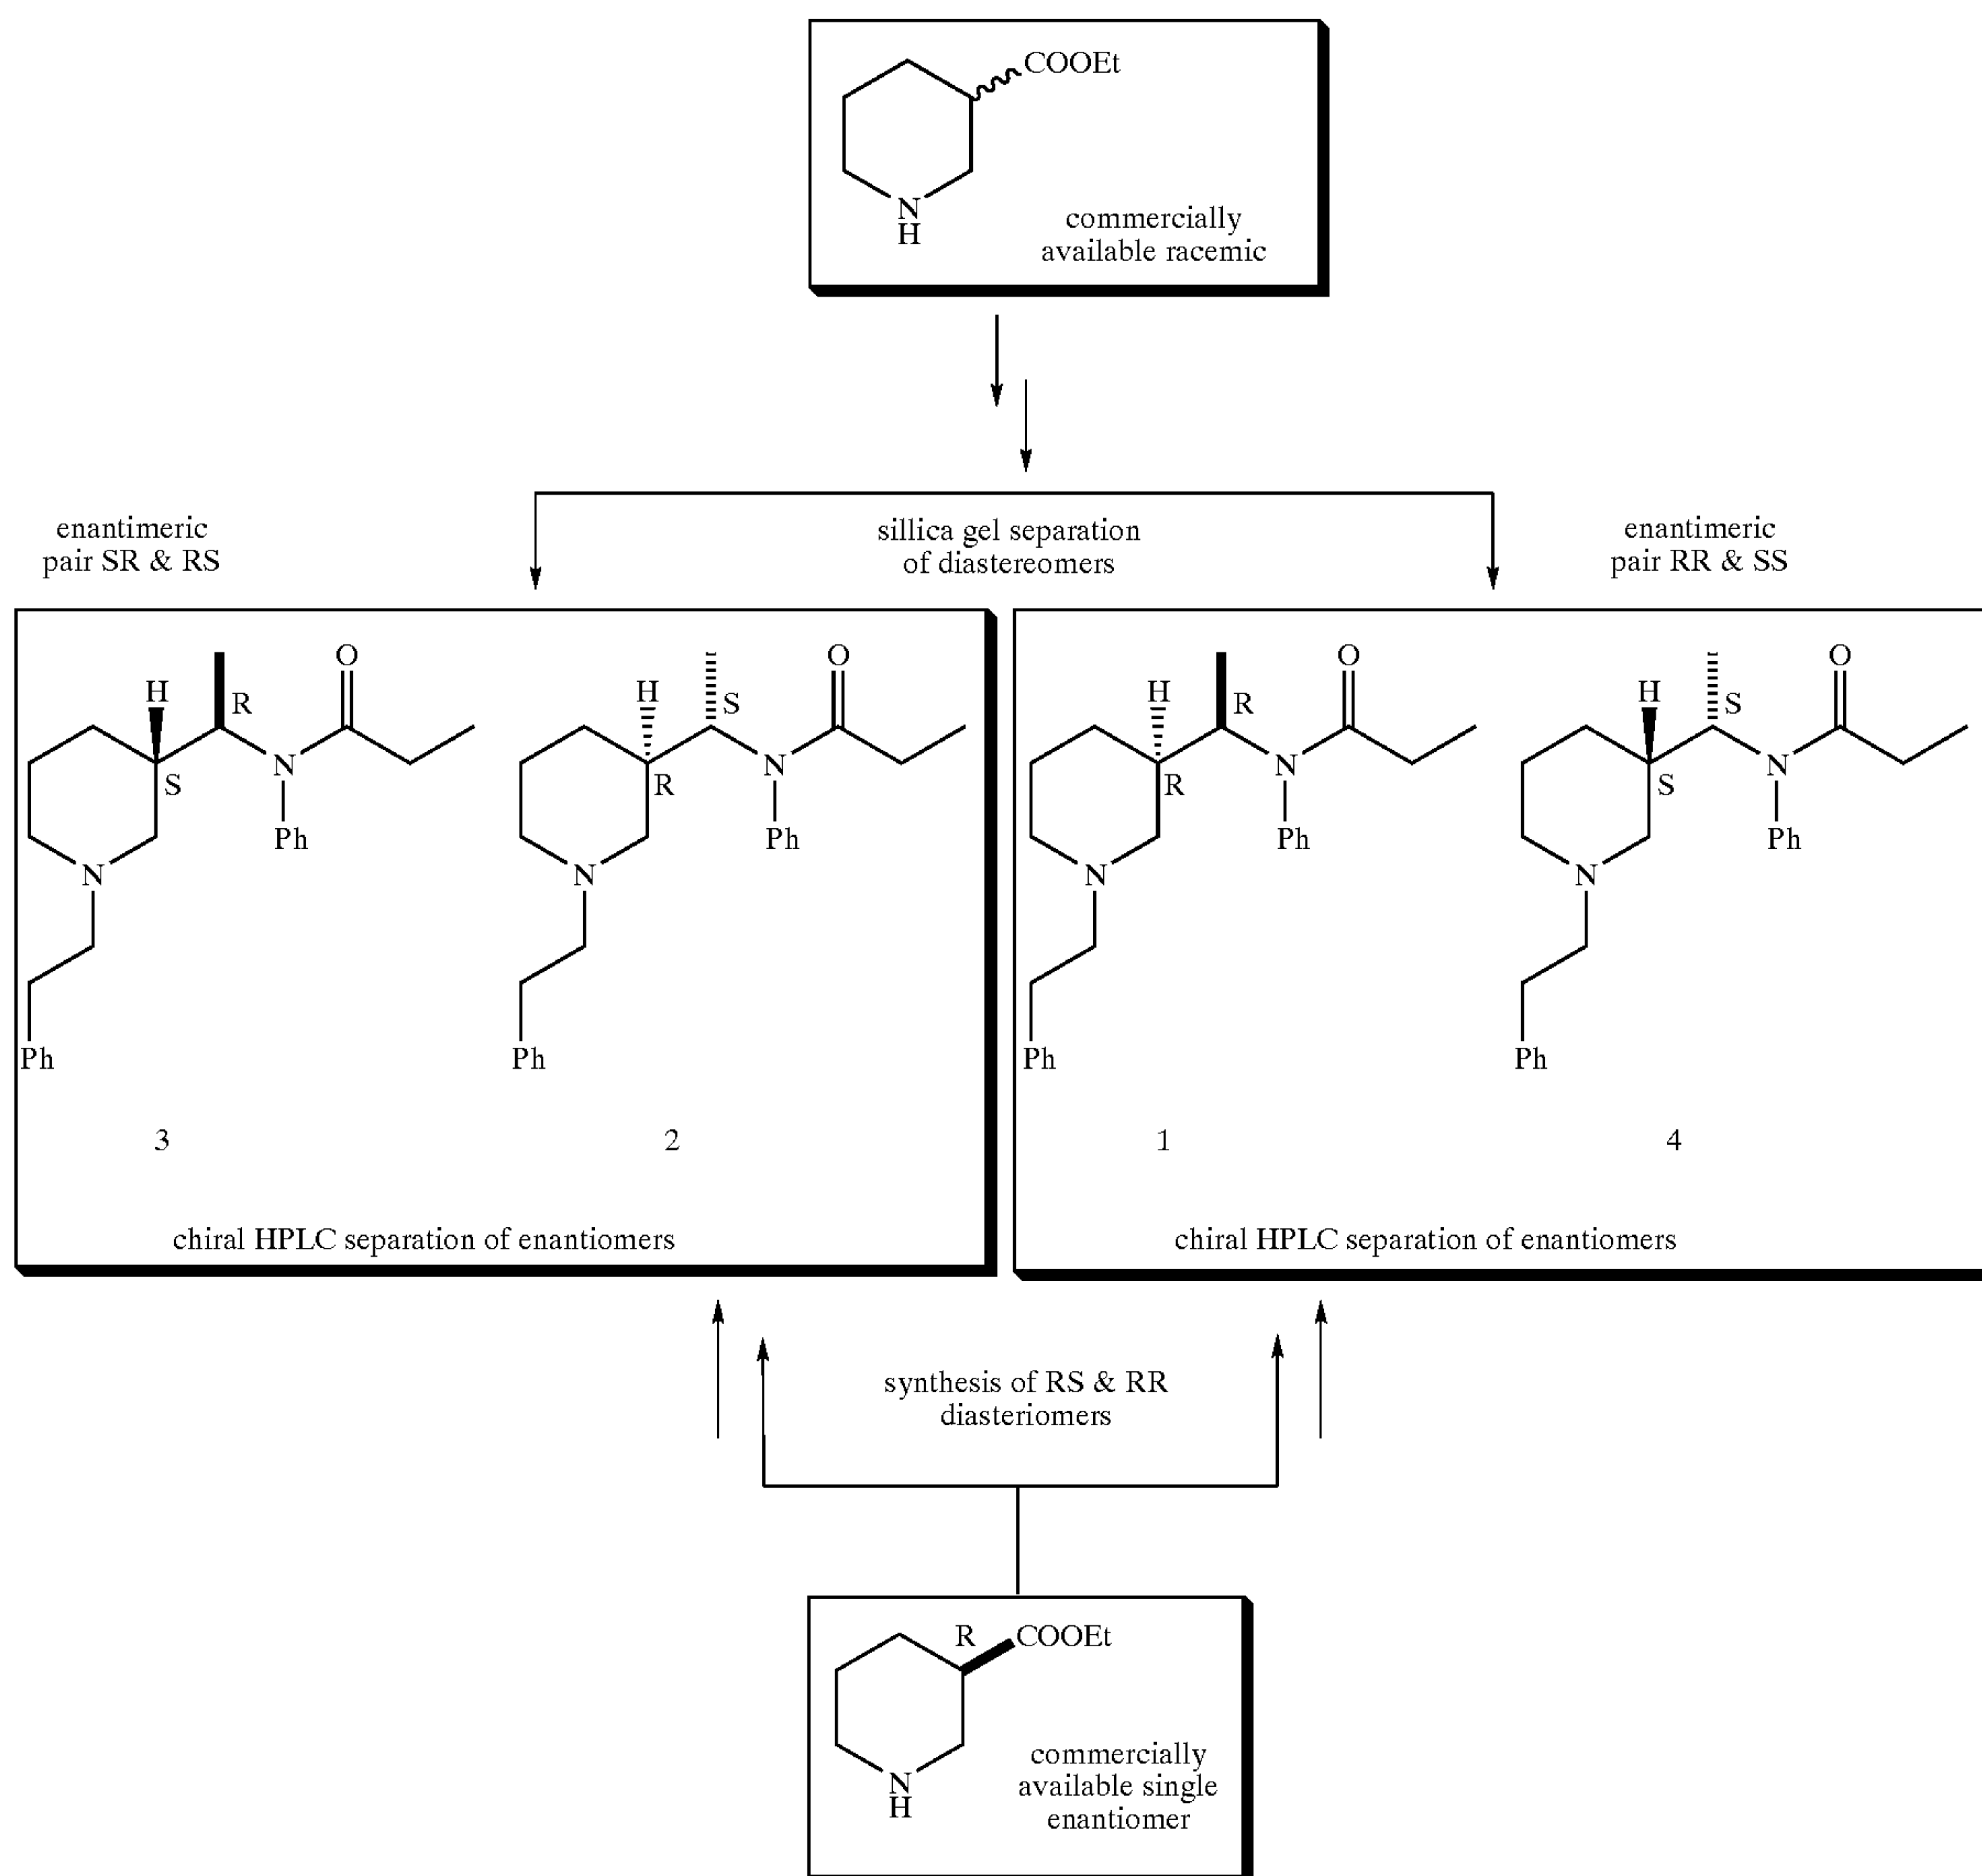 COOEt
N
H
commercially
available racemic
enantimeric
pair SR & RS
sillica gel separation
of diastereomers
enantimeric
pair RR & SS
H
R
O
S
N
Ph
N
Ph
3
H
S
O
R
N
Ph
N
Ph
2
chiral HPLC separation of enantiomers
H
R
O
R
N
Ph
N
Ph
1
H
S
O
S
N
Ph
N
Ph
4
chiral HPLC separation of enantiomers
synthesis of RS & RR
diasteriomers
R
COOEt
N
H
commercially
available single
enantiomer